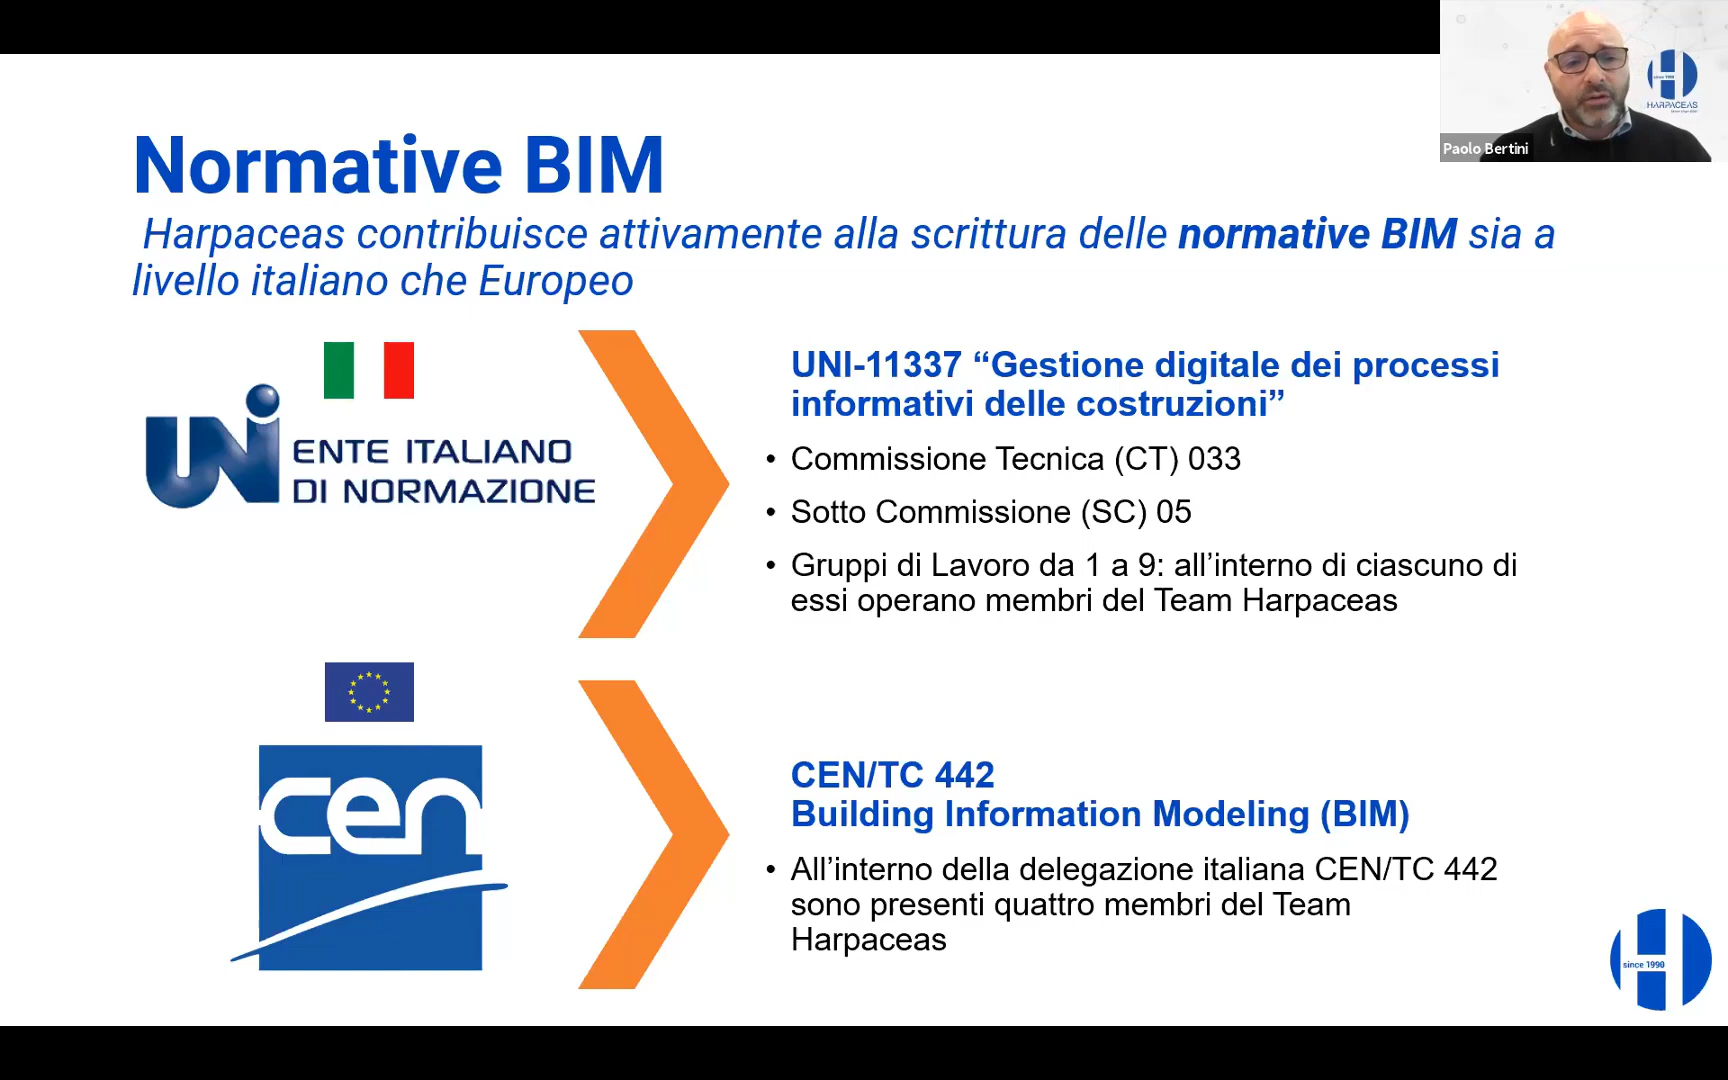 HARPACEAS
Paolo Bertini
Normative BIM
Harpaceas contribuisce attivamente alla scrittura delle normative BIM sia a
livello italiano che Europeo
UNI ENTE ITALIANO
DI NORMAZIONE
UNI-11337 “Gestione digitale dei processi
informativi delle costruzioni”
• Commissione Tecnica (CT) 033
• Sotto Commissione (SC) 05
• Gruppi di Lavoro da 1 a 9: all’interno di ciascuno di
essi operano membri del Team Harpaceas
cen
CEN/TC 442
Building Information Modeling (BIM)
• All’interno della delegazione italiana CEN/TC 442
sono presenti quattro membri del Team
Harpaceas
since 1990